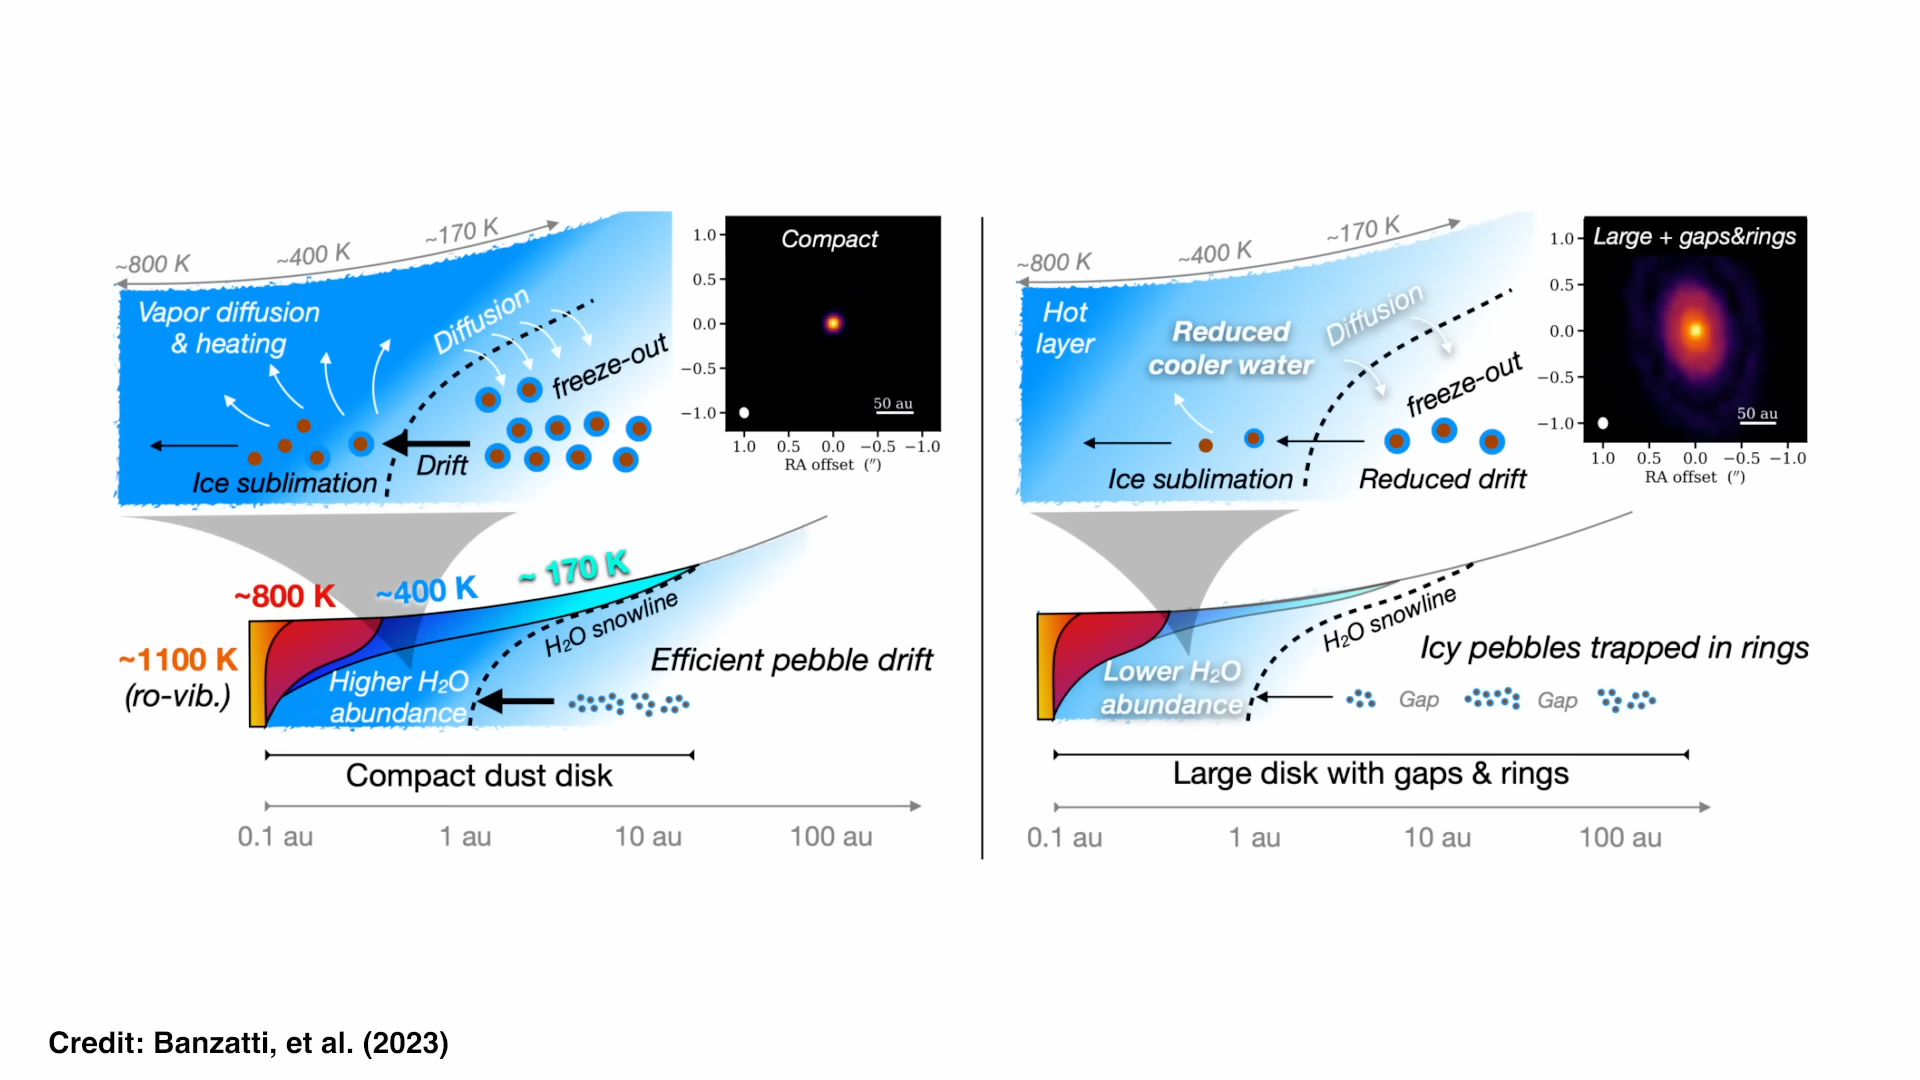 ~800 K
~400 K
~170 K
Vapor diffusion
& heating
Diffusion
freeze-out
Drift
Ice sublimation
Compact
1.0
0.5
0.0
−0.5
−1.0
50 au
1.0 0.5 0.0 −0.5 −1.0
RA offset (″)
~800 K
~400 K
~ 170 K
~1100 K
(ro-vib.)
H₂O snowline
Higher H₂O
abundance
Efficient pebble drift
Compact dust disk
0.1 au 1 au 10 au 100 au
~800 K
~400 K
~170 K
Hot
layer
Reduced
cooler water
Diffusion
freeze-out
Ice sublimation
Reduced drift
Large + gaps&rings
1.0
0.5
0.0
−0.5
−1.0
50 au
1.0 0.5 0.0 −0.5 −1.0
RA offset (″)
H₂O snowline
Lower H₂O
abundance
Icy pebbles trapped in rings
Gap Gap
Large disk with gaps & rings
0.1 au 1 au 10 au 100 au
Credit: Banzatti, et al. (2023)